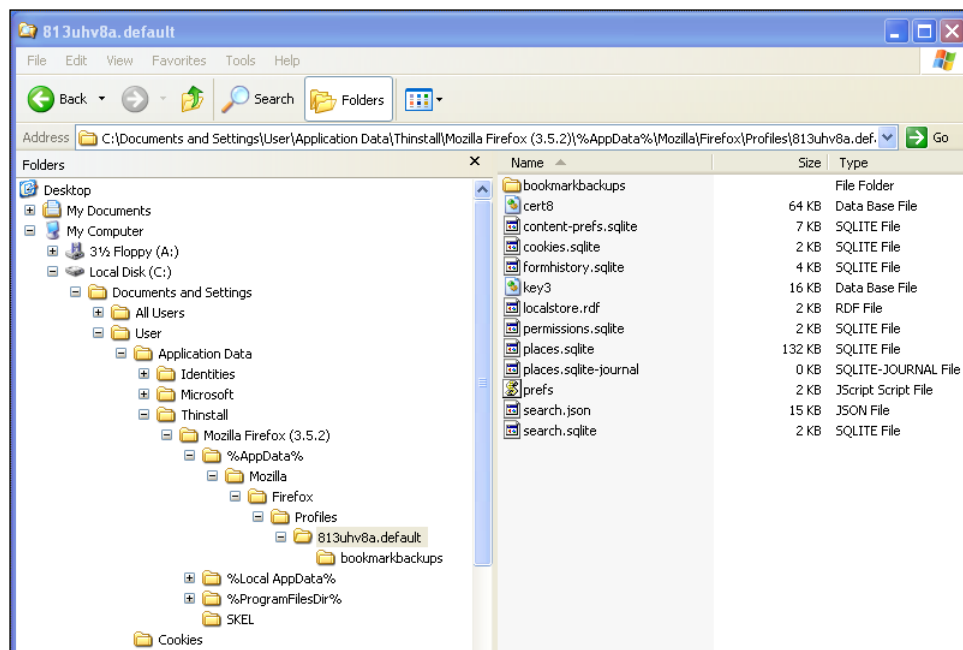 813uhv8a.default
File Edit View Favorites Tools Help
Back Search Folders
Address C:\Documents and Settings\User\Application Data\Thinstall\Mozilla Firefox (3.5.2)\%AppData%\Mozilla\Firefox\Profiles\813uhv8a.def. Go
Folders
Desktop
My Documents
My Computer
3½ Floppy (A:)
Local Disk (C:)
Documents and Settings
All Users
User
Application Data
Identities
Microsoft
Thinstall
Mozilla Firefox (3.5.2)
%AppData%
Mozilla
Firefox
Profiles
813uhv8a.default
bookmarkbackups
%Local AppData%
%ProgramFilesDir%
SKEL
Cookies
Name Size Type
bookmarkbackups File Folder
cert8 64 KB Data Base File
content-prefs.sqlite 7 KB SQLITE File
cookies.sqlite 2 KB SQLITE File
formhistory.sqlite 4 KB SQLITE File
key3 16 KB Data Base File
localstore.rdf 2 KB RDF File
permissions.sqlite 2 KB SQLITE File
places.sqlite 132 KB SQLITE File
places.sqlite-journal 0 KB SQLITE-JOURNAL File
prefs 2 KB JScript Script File
search.json 15 KB JSON File
search.sqlite 2 KB SQLITE File